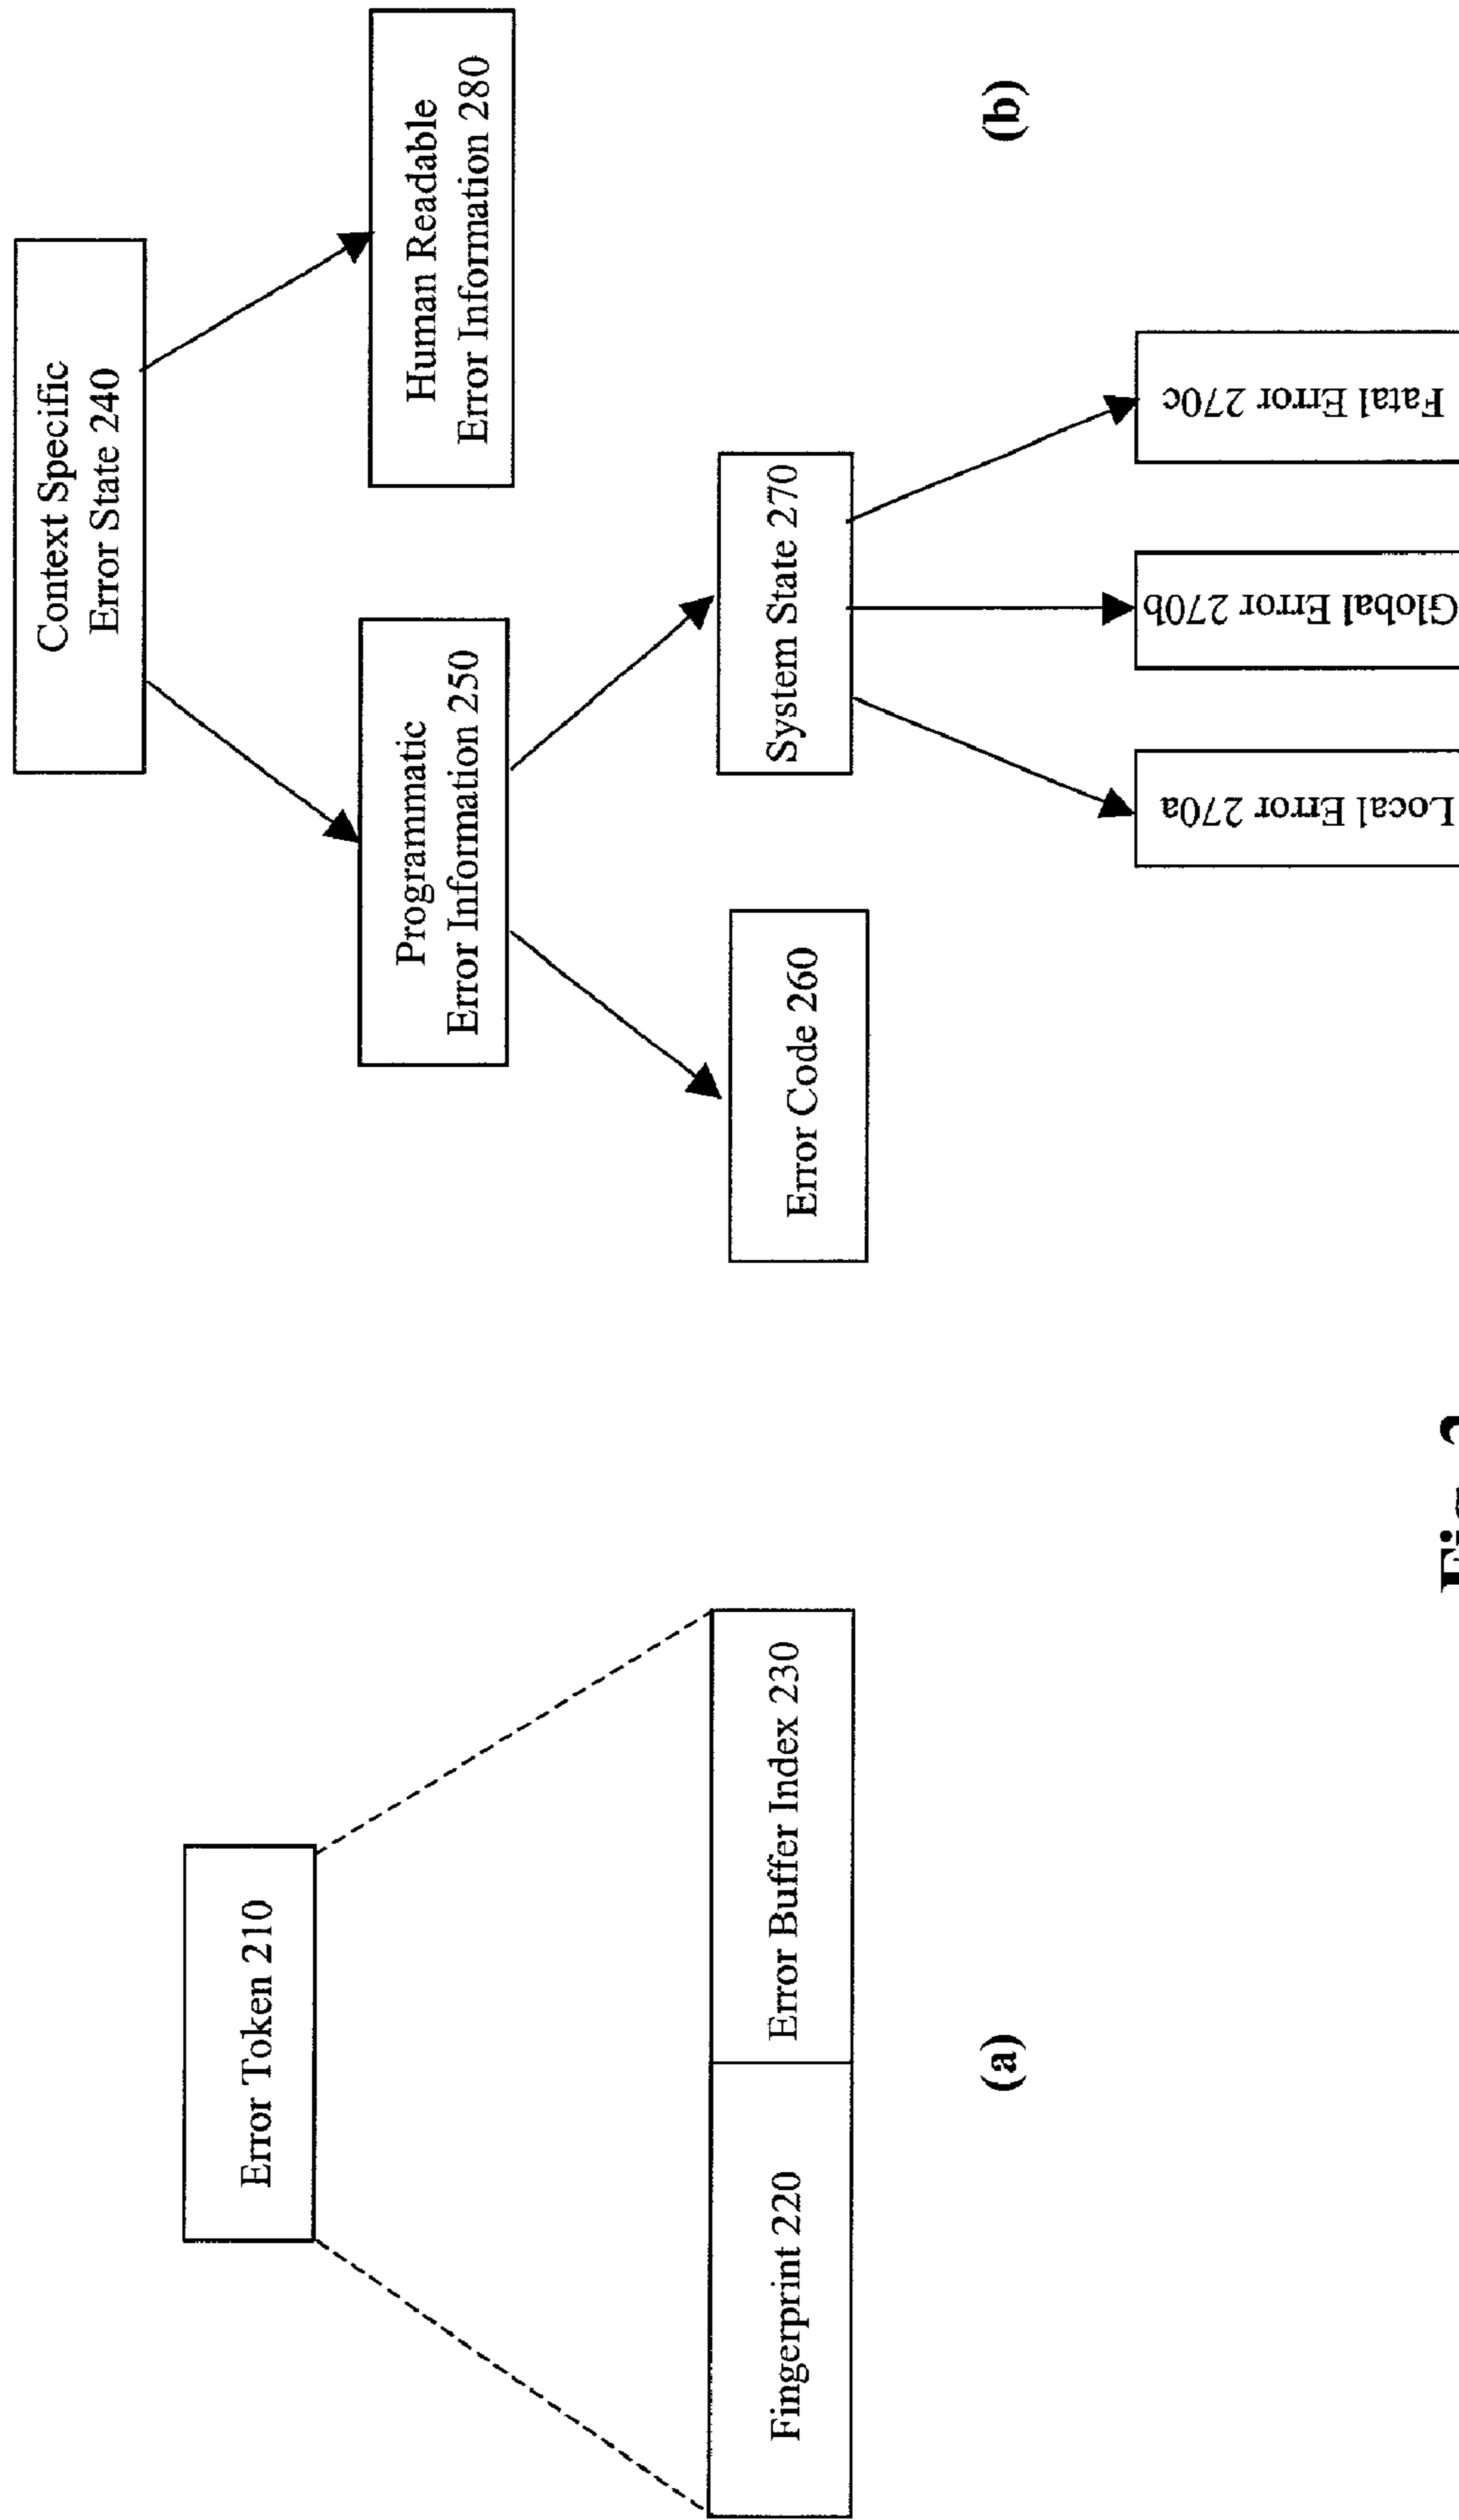 Error Token 210
Fingerprint 220
Error Buffer Index 230
(a)
Context Specific
Error State 240
Programmatic
Error Information 250
Human Readable
Error Information 280
Error Code 260
System State 270
Local Error 270a
Global Error 270b
Fatal Error 270c
(b)